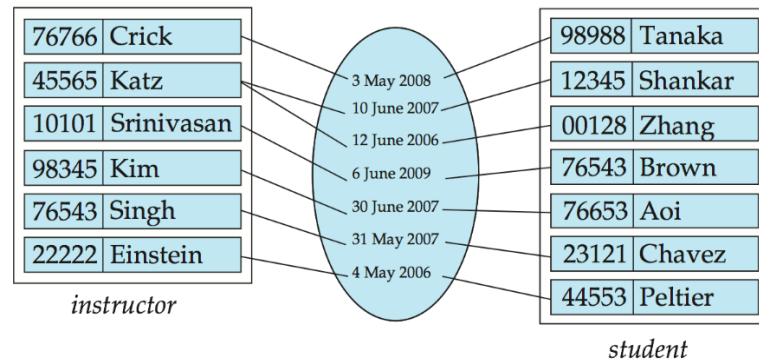 76766 Crick
45565 Katz
10101 Srinivasan
98345 Kim
76543 Singh
22222 Einstein
instructor
3 May 2008
10 June 2007
12 June 2006
6 June 2009
30 June 2007
31 May 2007
4 May 2006
98988 Tanaka
12345 Shankar
00128 Zhang
76543 Brown
76653 Aoi
23121 Chavez
44553 Peltier
student